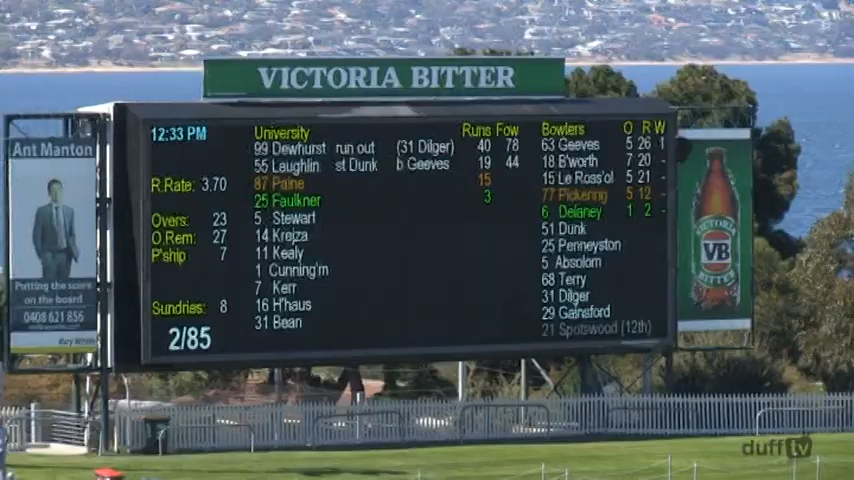 VICTORIA BITTER
Ant Manton
Putting the score
on the board
0408 621 856
12:33 PM University Runs Fow Bowlers O R W
99 Dewhurst run out (31 Dilger) 40 78 63 Geeves 5 26 1
55 Laughlin st Dunk b Geeves 19 44 18 B'worth 7 20 -
R.Rate: 3.70 87 Paine 15 15 Le Ross'ol 5 21 -
25 Faulkner 3 77 Pickering 5 12 -
Overs: 23 5 Stewart 6 Delaney 1 2 -
O.Rem: 27 14 Krejza 51 Dunk
P'ship 7 11 Kealy 25 Penneyston
1 Cunning'm 5 Absolom
7 Kerr 68 Terry
Sundries: 8 16 H'haus 31 Dilger
2/85 31 Bean 29 Gainsford
21 Spotswood (12th)
VICTORIA
VB
BITTER
duff tv